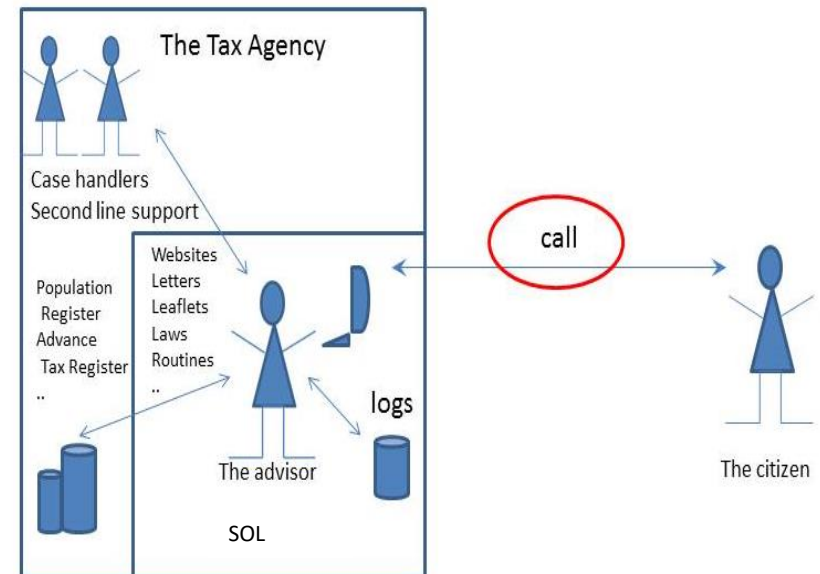 The Tax Agency
Case handlers
Second line support
call
Websites
Letters
Leaflets
Laws
Routines
..
Population
Register
Advance
Tax Register
..
logs
The advisor
The citizen
SOL